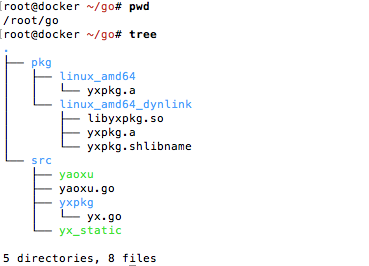 [root@docker ~/go# pwd
/root/go
[root@docker ~/go# tree
.
├── pkg
│   ├── linux_amd64
│   │   └── yxpkg.a
│   └── linux_amd64_dynlink
│       ├── libyxpkg.so
│       ├── yxpkg.a
│       └── yxpkg.shlibname
└── src
    ├── yaoxu
    ├── yaoxu.go
    ├── yxpkg
    │   └── yx.go
    └── yx_static

5 directories, 8 files